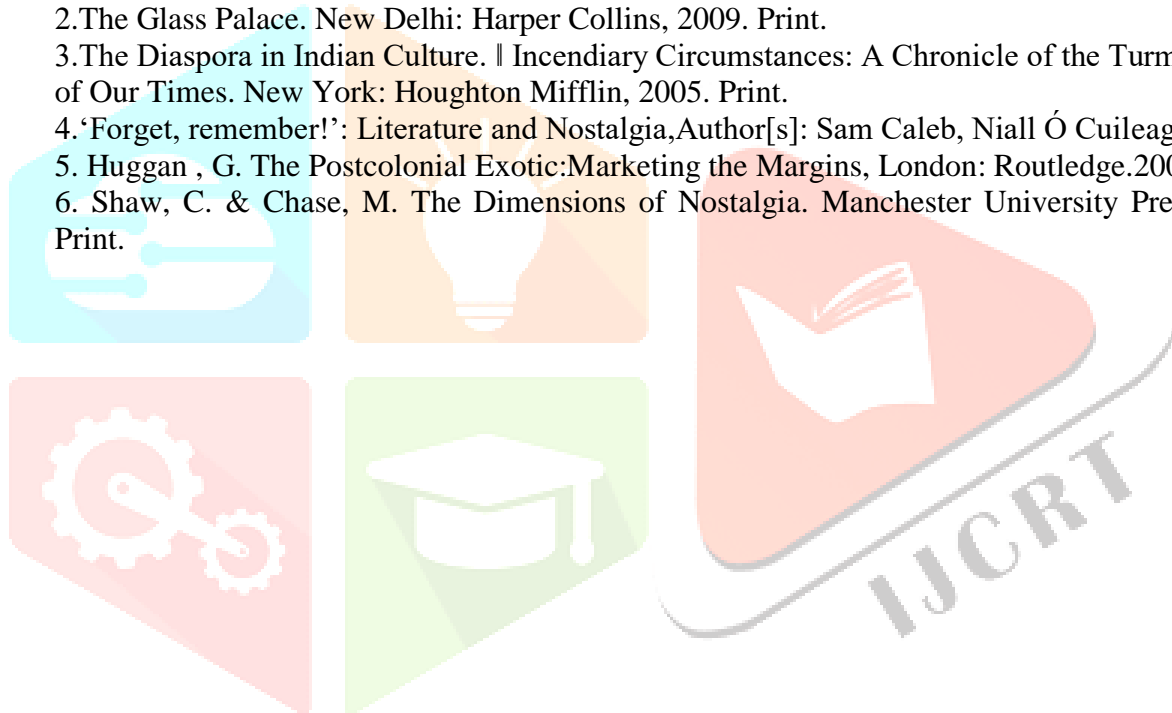 2.The Glass Palace. New Delhi: Harper Collins, 2009. Print.
3.The Diaspora in Indian Culture. ‖ Incendiary Circumstances: A Chronicle of the Turm
of Our Times. New York: Houghton Mifflin, 2005. Print.
4.‘Forget, remember!’: Literature and Nostalgia,Author[s]: Sam Caleb, Niall Ó Cuileag
5. Huggan , G. The Postcolonial Exotic:Marketing the Margins, London: Routledge.200
6. Shaw, C. & Chase, M. The Dimensions of Nostalgia. Manchester University Pre
Print.
IJCRT